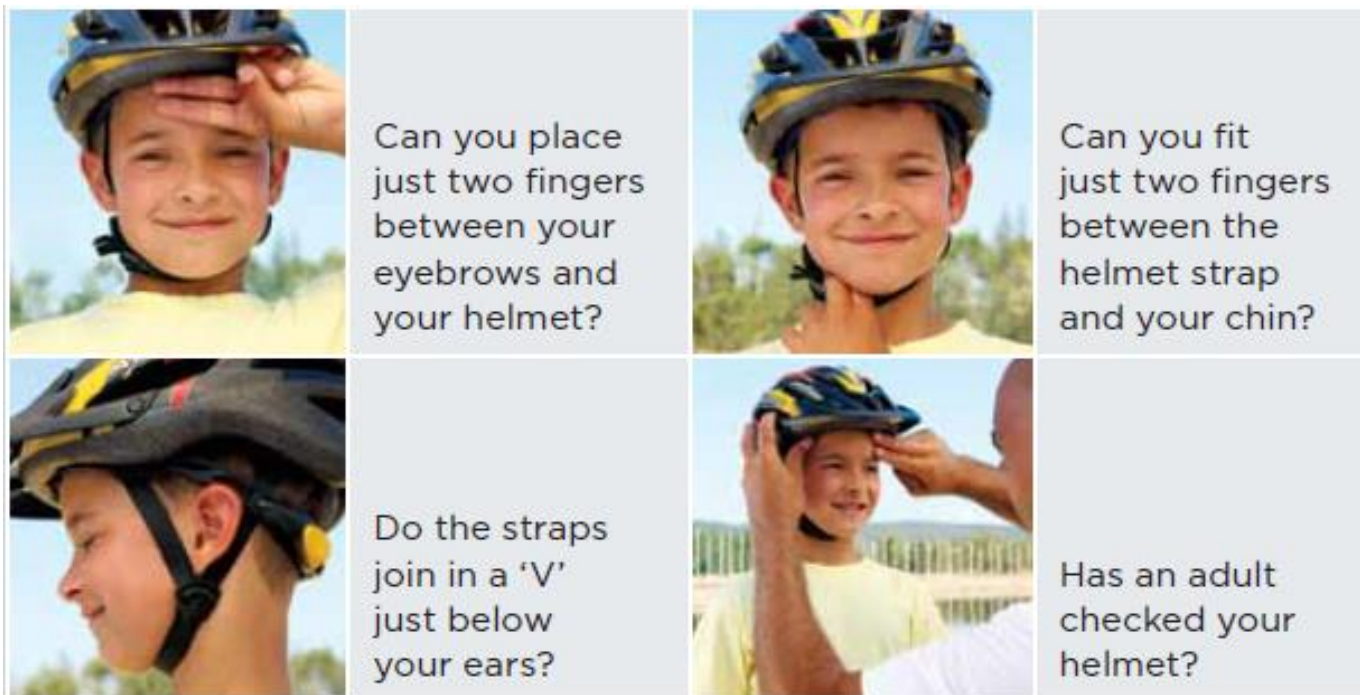 Can you place
just two fingers
between your
eyebrows and
your helmet?
Can you fit
just two fingers
between the
helmet strap
and your chin?
Do the straps
join in a ‘V’
just below
your ears?
Has an adult
checked your
helmet?